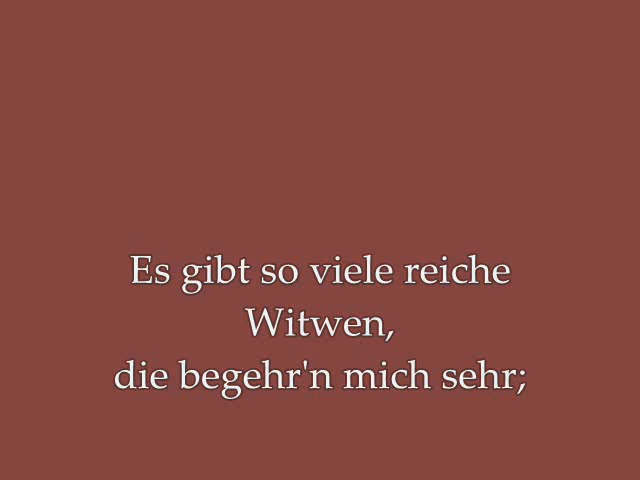 Es gibt so viele reiche
Witwen,
die begehr'n mich sehr;